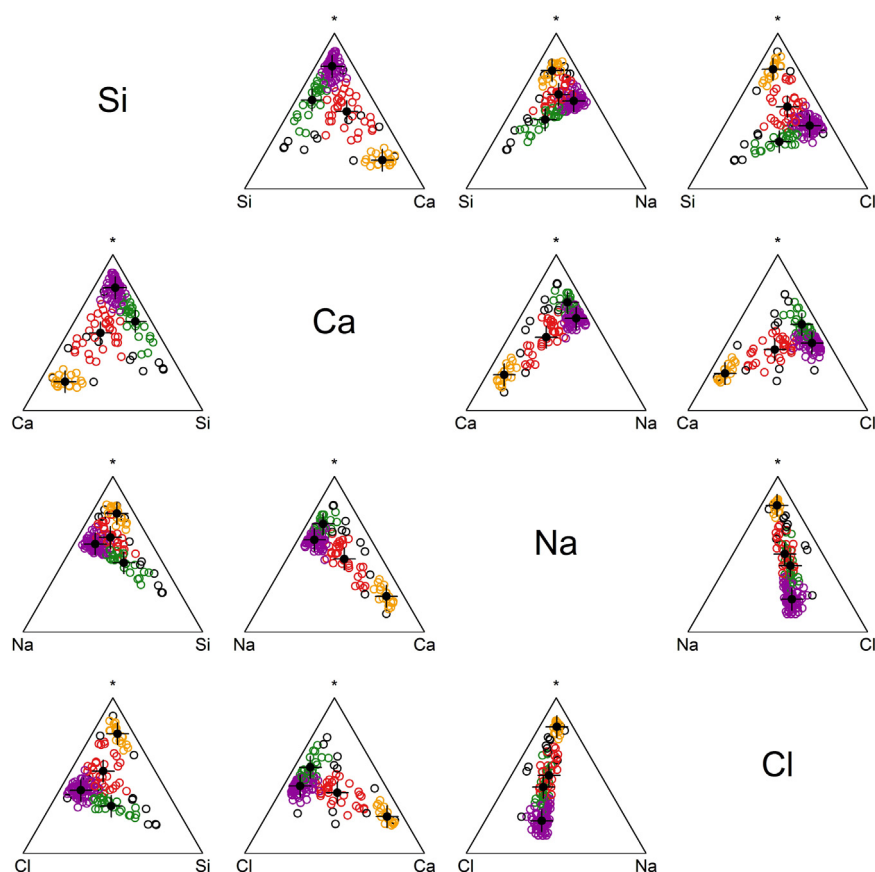 * * *
Si
Si Ca Si Na Si Cl
* * *
Ca
Ca Si Ca Na Ca Cl
* * *
Na
Na Si Na Ca Na Cl
* * *
Cl
Cl Si Cl Ca Cl Na